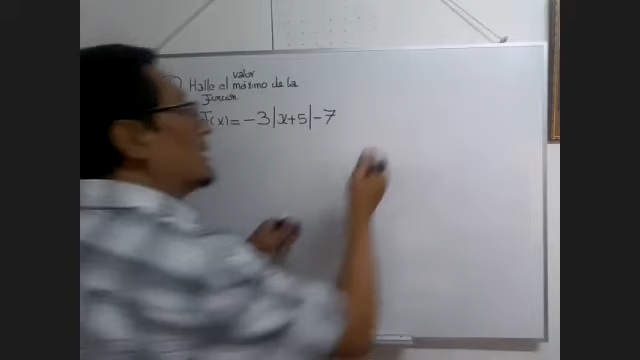 Halle el valor
máximo de la
función.
f(x) = -3|x+5|-7